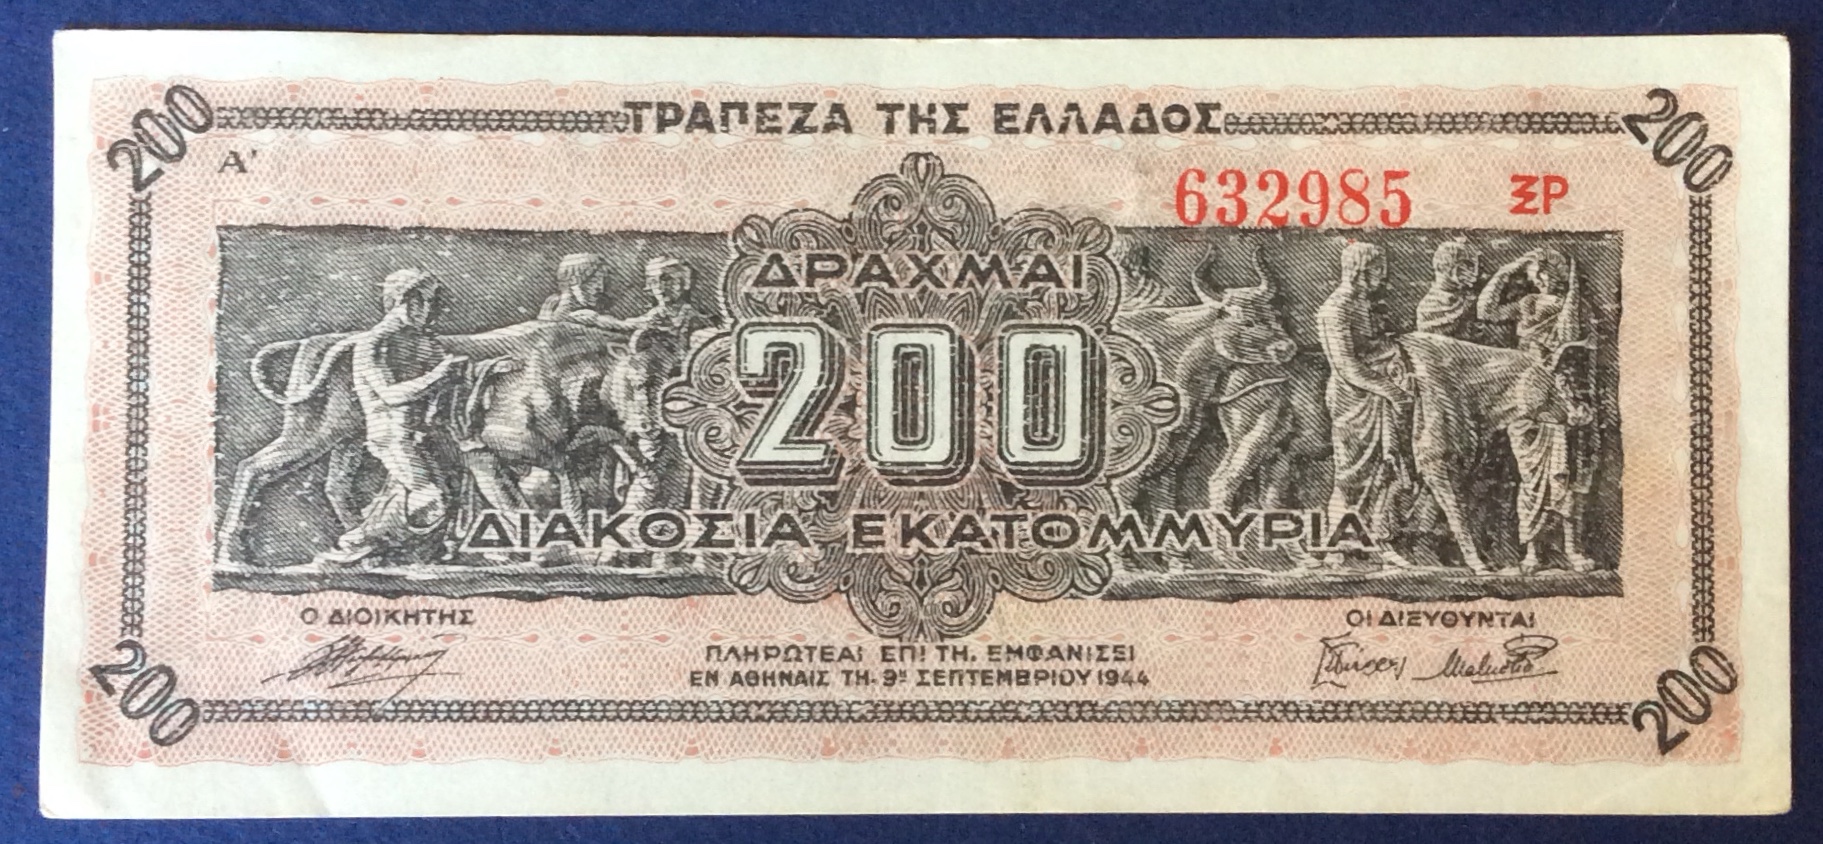 200 ΤΡΑΠΕΖΑ ΤΗΣ ΕΛΛΑΔΟΣ 200
Α'
632985 ΞΡ
ΔΡΑΧΜΑΙ
200
ΔΙΑΚΟΣΙΑ ΕΚΑΤΟΜΜΥΡΙΑ
Ο ΔΙΟΙΚΗΤΗΣ
ΟΙ ΔΙΕΥΘΥΝΤΑΙ
ΠΛΗΡΩΤΕΑΙ ΕΠΙ ΤΗ. ΕΜΦΑΝΙΣΕΙ
ΕΝ ΑΘΗΝΑΙΣ ΤΗ. 9ῃ ΣΕΠΤΕΜΒΡΙΟΥ 1944
200 200